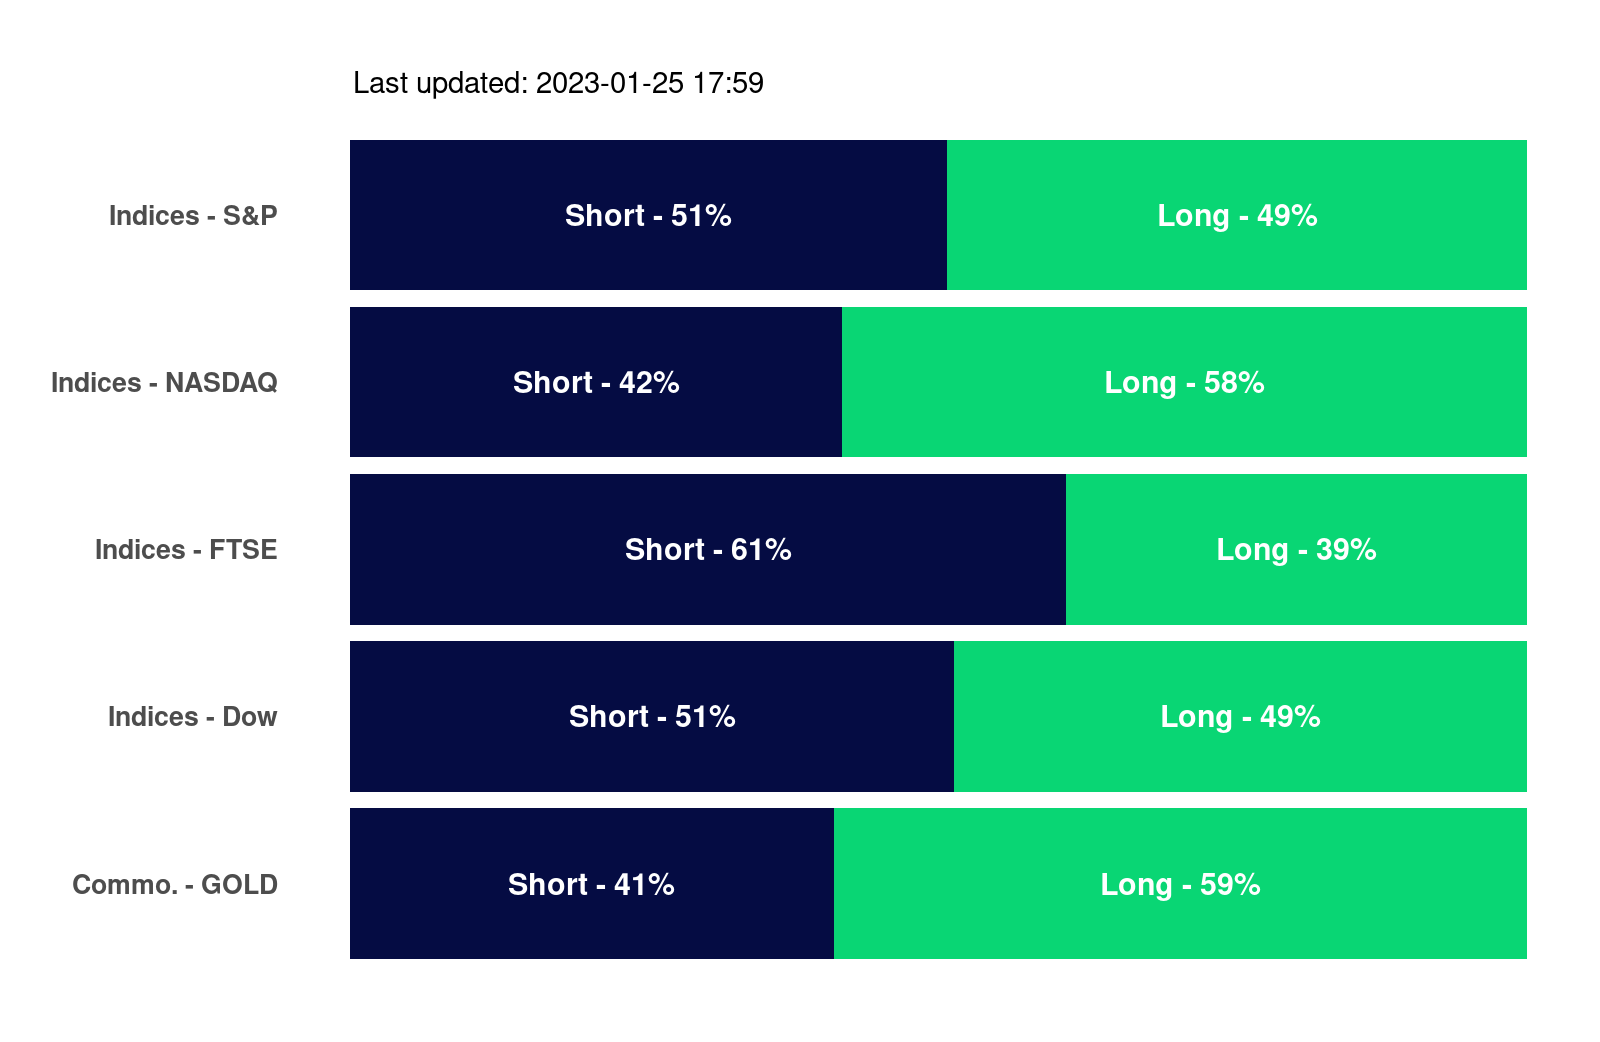 Last updated: 2023-01-25 17:59
Indices - S&P Short - 51% Long - 49%
Indices - NASDAQ Short - 42% Long - 58%
Indices - FTSE Short - 61% Long - 39%
Indices - Dow Short - 51% Long - 49%
Commo. - GOLD Short - 41% Long - 59%